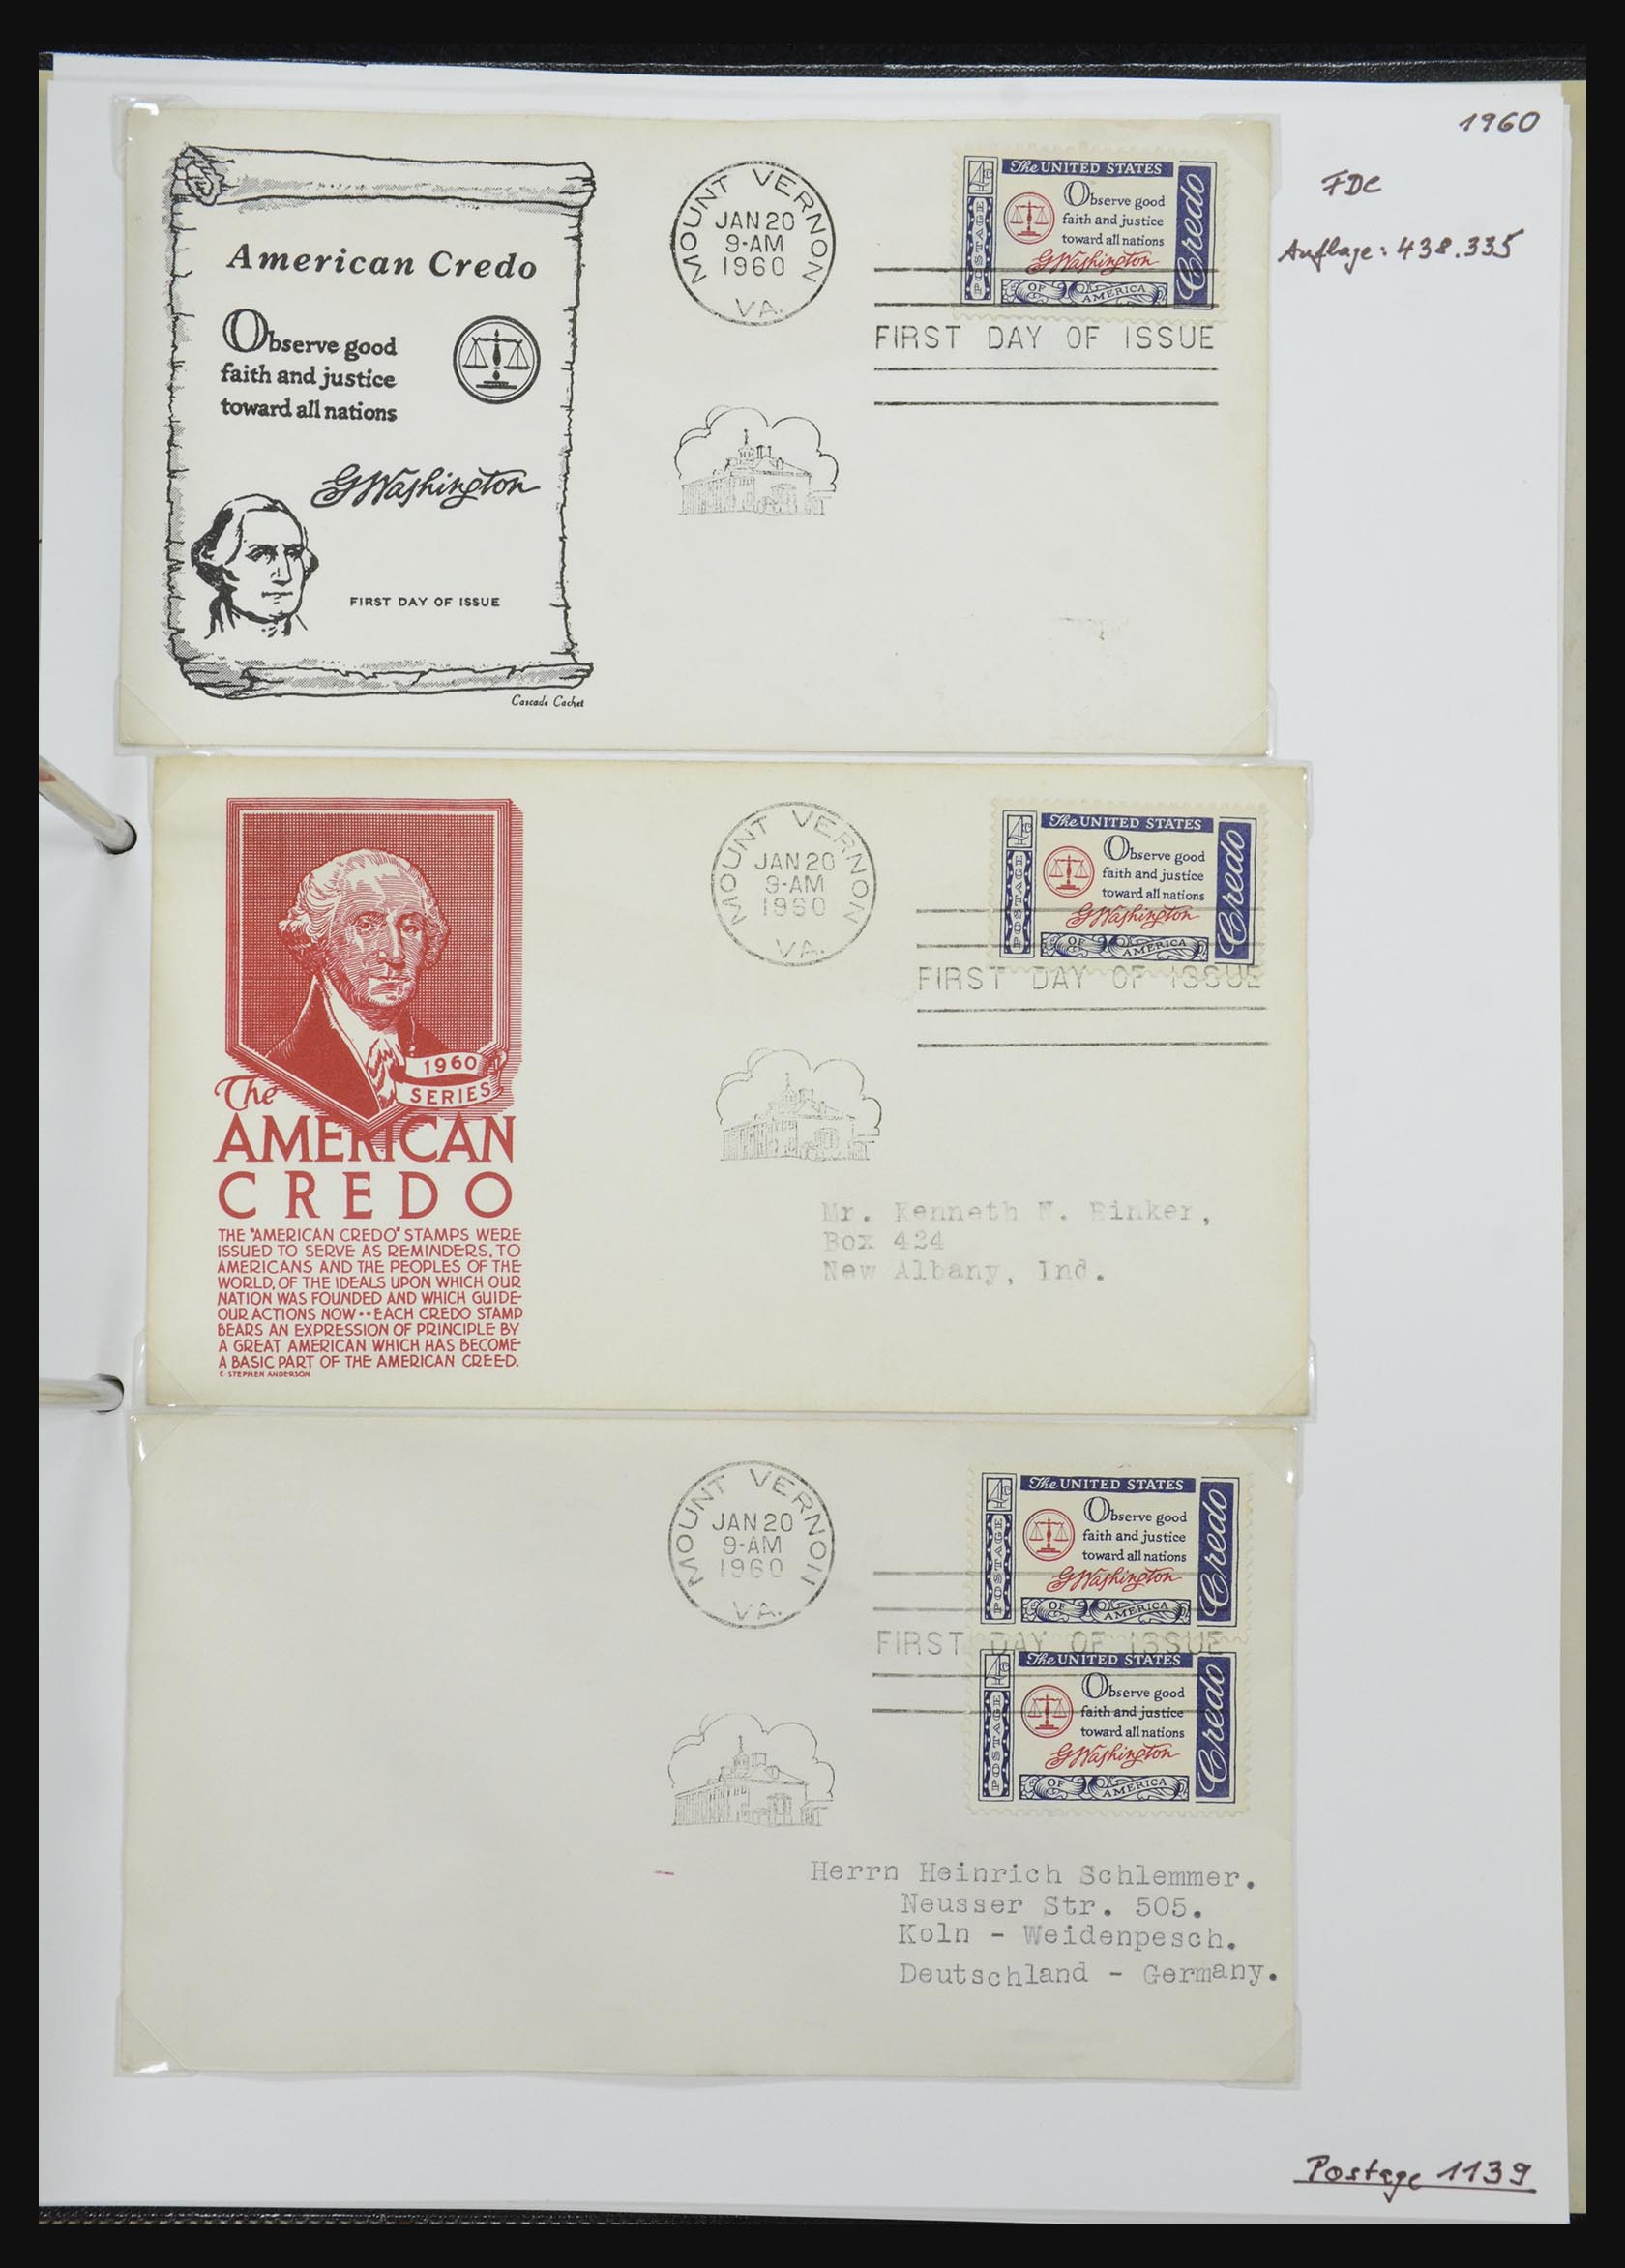 1960
FDC
Auflage: 438.335
American Credo
Observe good
faith and justice
toward all nations
GWashington
FIRST DAY OF ISSUE
Cascade Cachet
MOUNT VERNON
JAN 20
9-AM
1960
VA.
4c
POSTAGE
The UNITED STATES
Observe good
faith and justice
toward all nations
GWashington
OF AMERICA
Credo
FIRST DAY OF ISSUE
1960
SERIES
The
AMERICAN
CREDO
THE "AMERICAN CREDO" STAMPS WERE
ISSUED TO SERVE AS REMINDERS, TO
AMERICANS AND THE PEOPLES OF THE
WORLD, OF THE IDEALS UPON WHICH OUR
NATION WAS FOUNDED AND WHICH GUIDE
OUR ACTIONS NOW--EACH CREDO STAMP
BEARS AN EXPRESSION OF PRINCIPLE BY
A GREAT AMERICAN WHICH HAS BECOME
A BASIC PART OF THE AMERICAN CREED.
C. STEPHEN ANDERSON
MOUNT VERNON
JAN 20
9-AM
1960
VA.
4c
POSTAGE
The UNITED STATES
Observe good
faith and justice
toward all nations
GWashington
OF AMERICA
Credo
FIRST DAY OF ISSUE
Mr. Kenneth W. Rinker,
Box 424
New Albany, Ind.
MOUNT VERNON
JAN 20
9-AM
1960
VA.
4c
POSTAGE
The UNITED STATES
Observe good
faith and justice
toward all nations
GWashington
OF AMERICA
Credo
FIRST DAY OF ISSUE
4c
POSTAGE
The UNITED STATES
Observe good
faith and justice
toward all nations
GWashington
OF AMERICA
Credo
Herrn Heinrich Schlemmer.
Neusser Str. 505.
Koln - Weidenpesch.
Deutschland - Germany.
Postage 1139